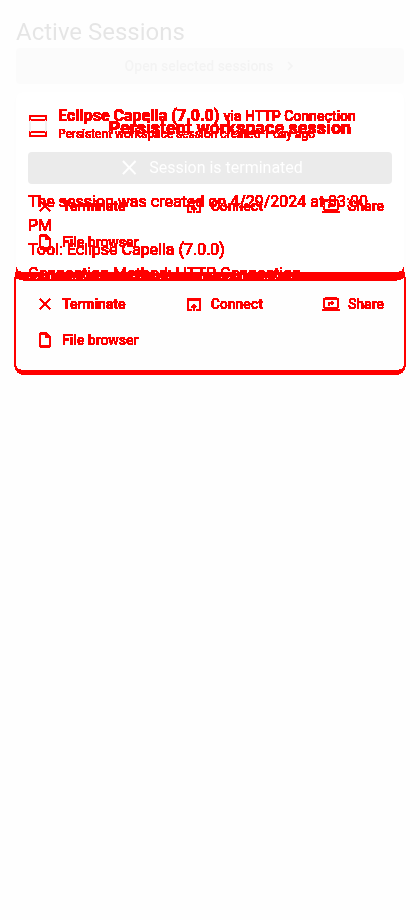 Active Sessions
Open selected sessions
Eclipse Capella (7.0.0) via HTTP Connection
Persistent workspace session
Persistent workspace session created 1 day ago
Session is terminated
The session was created on 4/29/2024 at 03:00
Terminate Connect Share
PM
File browser
Tool: Eclipse Capella (7.0.0)
Connection Method: HTTP Connection
Terminate Connect Share
File browser